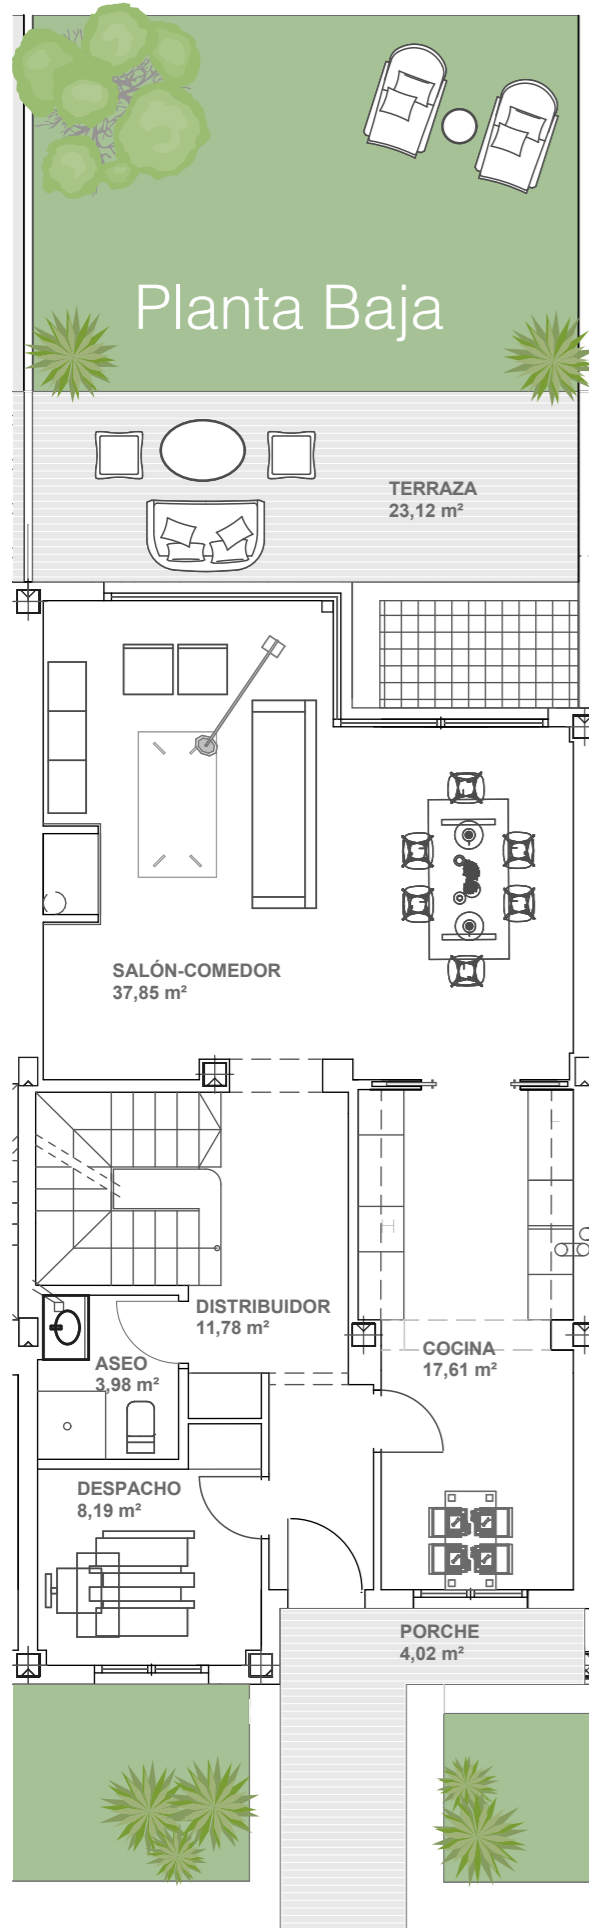 Planta Baja
TERRAZA
23,12 m²
SALÓN-COMEDOR
37,85 m²
DISTRIBUIDOR
11,78 m²
COCINA
17,61 m²
ASEO
3,98 m²
DESPACHO
8,19 m²
PORCHE
4,02 m²